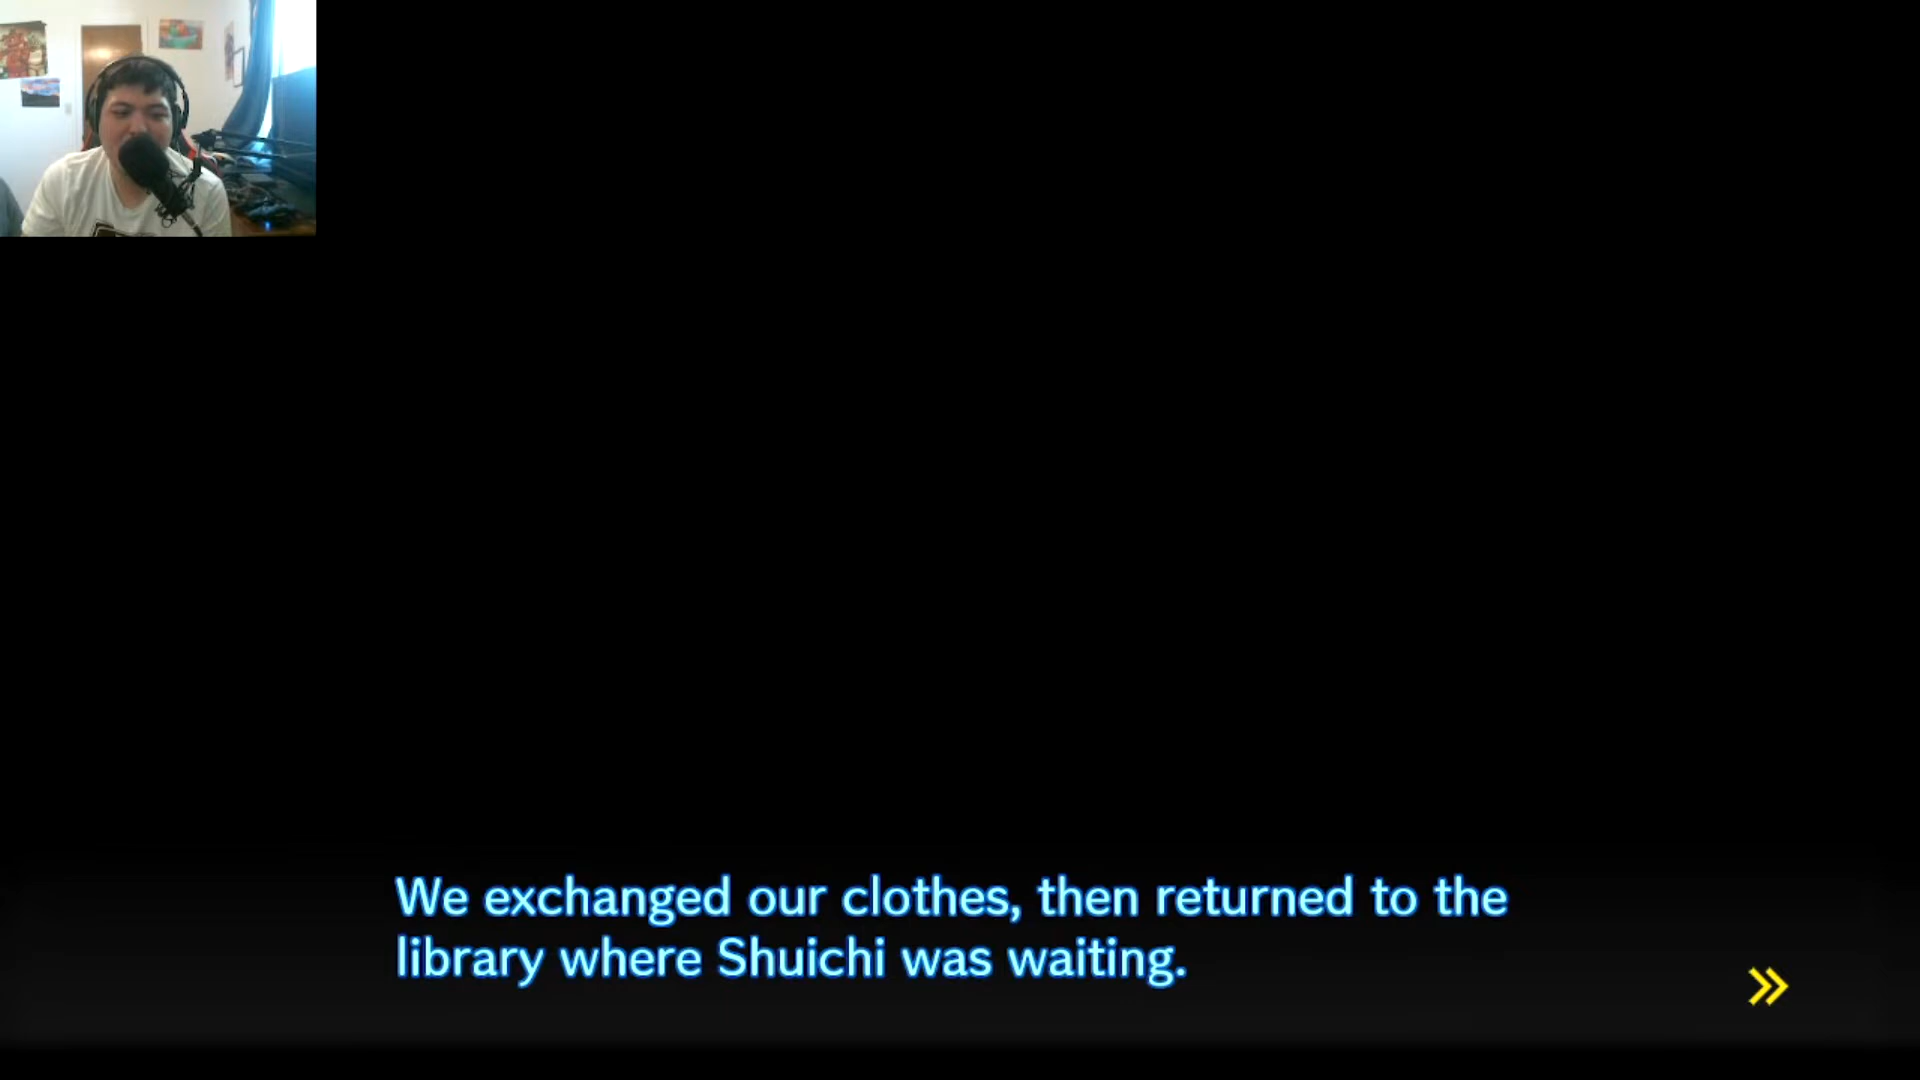 We exchanged our clothes, then returned to the
library where Shuichi was waiting.